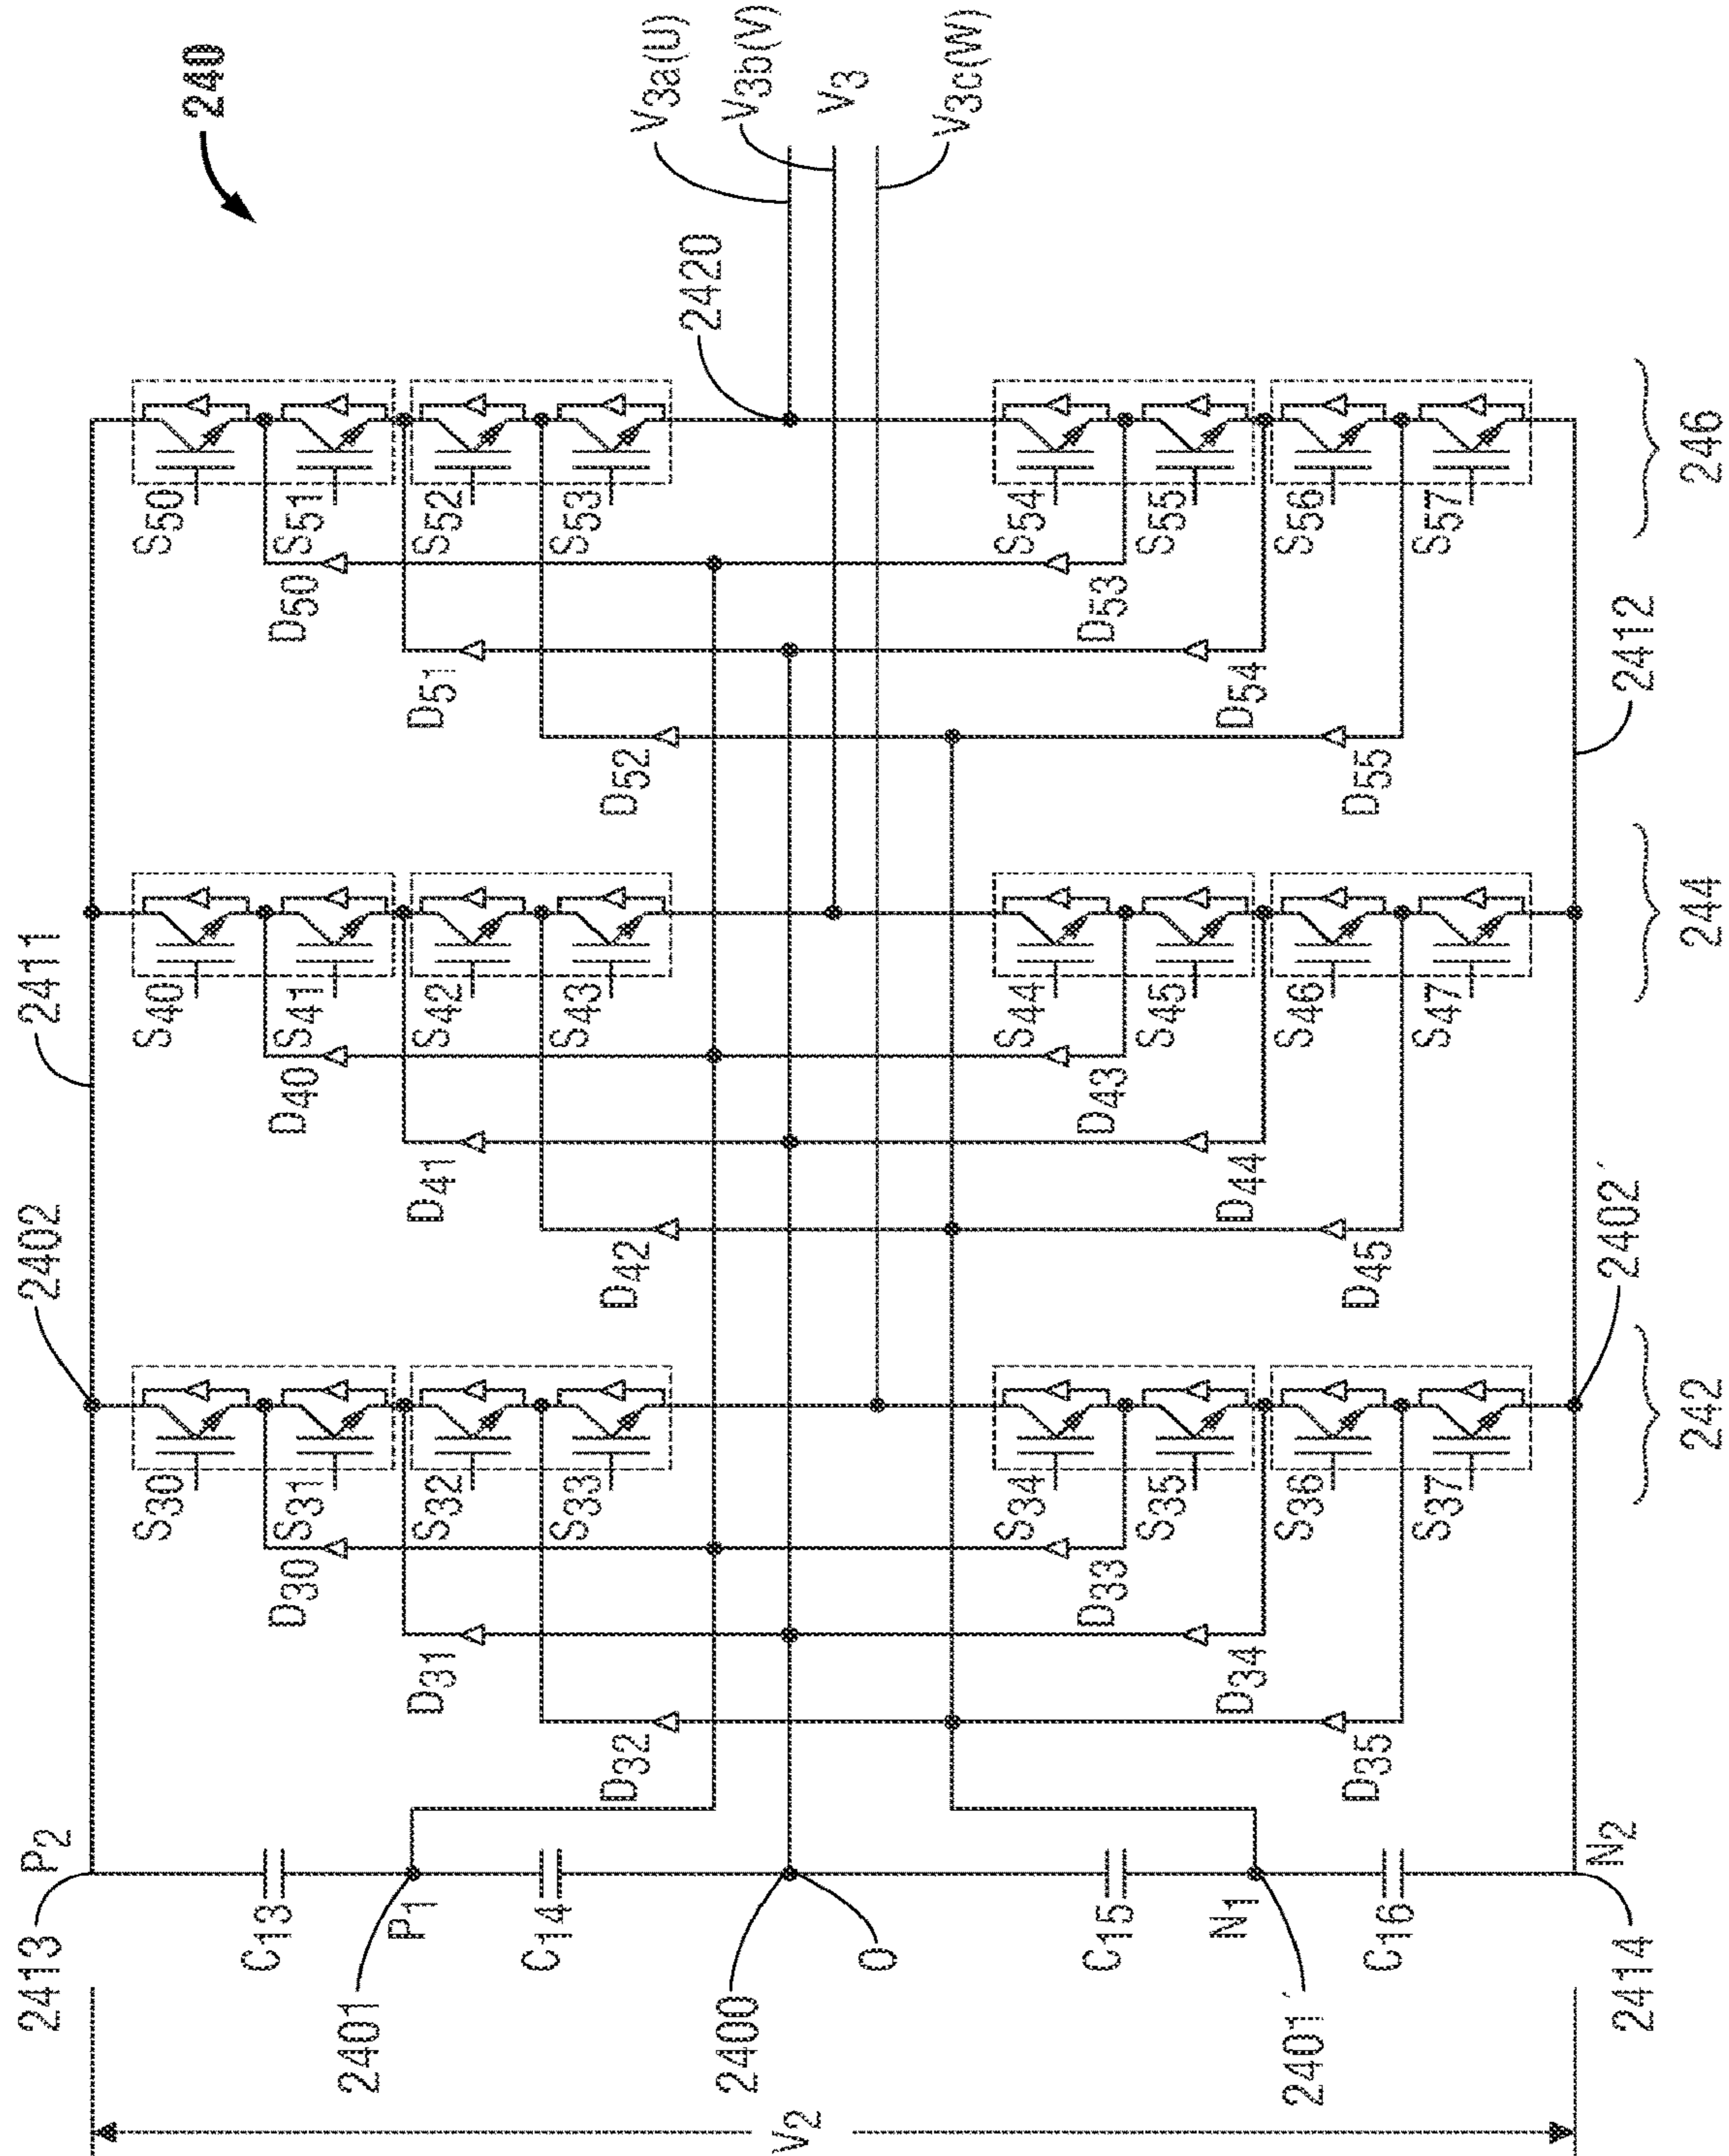 240
V3a(U)
V3b(V)
V3
V3c(W)
2420
2411
2402
2413
P2
S50
S51
S52
S53
S54
S55
S56
S57
D50
D51
D52
D53
D54
D55
S40
S41
S42
S43
S44
S45
S46
S47
D40
D41
D42
D43
D44
D45
S30
S31
S32
S33
S34
S35
S36
S37
D30
D31
D32
D33
D34
D35
C13
P1
C14
O
C15
N1
C16
N2
2401
2400
2401'
2414
2402'
2412
V2
242
244
246